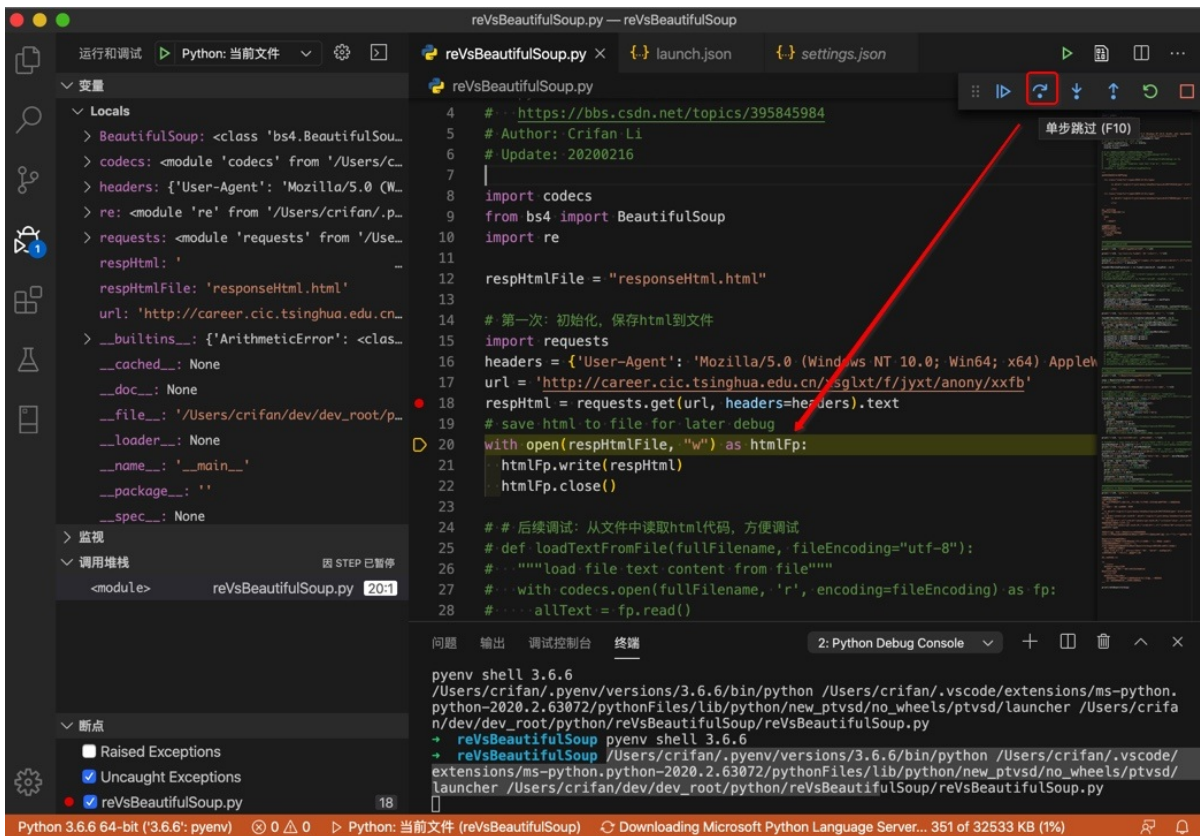 reVsBeautifulSoup.py — reVsBeautifulSoup
运行和调试 Python: 当前文件
reVsBeautifulSoup.py × launch.json settings.json
变量
Locals
BeautifulSoup: <class 'bs4.BeautifulSou…
codecs: <module 'codecs' from '/Users/c…
headers: {'User-Agent': 'Mozilla/5.0 (W…
re: <module 're' from '/Users/crifan/.p…
requests: <module 'requests' from '/Use…
respHtml: ' …
respHtmlFile: 'responseHtml.html'
url: 'http://career.cic.tsinghua.edu.cn…
__builtins__: {'ArithmeticError': <clas…
__cached__: None
__doc__: None
__file__: '/Users/crifan/dev/dev_root/p…
__loader__: None
__name__: '__main__'
__package__: ''
__spec__: None
监视
调用堆栈 因 STEP 已暂停
<module> reVsBeautifulSoup.py 20:1
断点
Raised Exceptions
Uncaught Exceptions
reVsBeautifulSoup.py 18
1
reVsBeautifulSoup.py
单步跳过 (F10)
4 # https://bbs.csdn.net/topics/395845984
5 # Author: Crifan Li
6 # Update: 20200216
7
8 import codecs
9 from bs4 import BeautifulSoup
10 import re
11
12 respHtmlFile = "responseHtml.html"
13
14 # 第一次：初始化，保存html到文件
15 import requests
16 headers = {'User-Agent': 'Mozilla/5.0 (Windows NT 10.0; Win64; x64) AppleW
17 url = 'http://career.cic.tsinghua.edu.cn/xsglxt/f/jyxt/anony/xxfb'
18 respHtml = requests.get(url, headers=headers).text
19 # save html to file for later debug
20 with open(respHtmlFile, "w") as htmlFp:
21 htmlFp.write(respHtml)
22 htmlFp.close()
23
24 # # 后续调试：从文件中读取html代码，方便调试
25 # def loadTextFromFile(fullFilename, fileEncoding="utf-8"):
26 # """load file text content from file"""
27 # with codecs.open(fullFilename, 'r', encoding=fileEncoding) as fp:
28 # allText = fp.read()
问题 输出 调试控制台 终端 2: Python Debug Console
pyenv shell 3.6.6
/Users/crifan/.pyenv/versions/3.6.6/bin/python /Users/crifan/.vscode/extensions/ms-python.
python-2020.2.63072/pythonFiles/lib/python/new_ptvsd/no_wheels/ptvsd/launcher /Users/crifa
n/dev/dev_root/python/reVsBeautifulSoup/reVsBeautifulSoup.py
→ reVsBeautifulSoup pyenv shell 3.6.6
→ reVsBeautifulSoup /Users/crifan/.pyenv/versions/3.6.6/bin/python /Users/crifan/.vscode/
extensions/ms-python.python-2020.2.63072/pythonFiles/lib/python/new_ptvsd/no_wheels/ptvsd/
launcher /Users/crifan/dev/dev_root/python/reVsBeautifulSoup/reVsBeautifulSoup.py
Python 3.6.6 64-bit ('3.6.6': pyenv) 0 0 Python: 当前文件 (reVsBeautifulSoup) Downloading Microsoft Python Language Server... 351 of 32533 KB (1%)